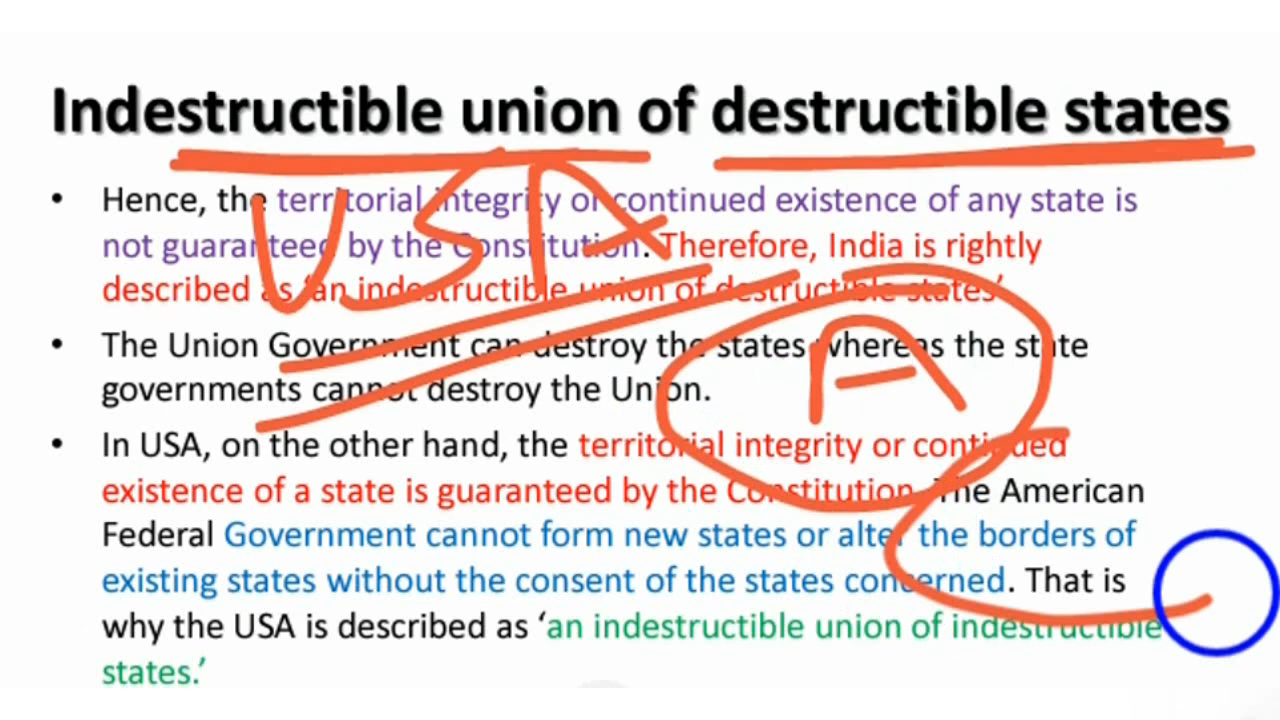 Indestructible union of destructible states
• Hence, the territorial integrity or continued existence of any state is
not guaranteed by the Constitution. Therefore, India is rightly
described as ‘an indestructible union of destructible states’
USA
• The Union Government can destroy the states whereas the state
A
governments cannot destroy the Union.
• In USA, on the other hand, the territorial integrity or continued
existence of a state is guaranteed by the Constitution. The American
Federal Government cannot form new states or alter the borders of
existing states without the consent of the states concerned. That is
why the USA is described as ‘an indestructible union of indestructible
states.’